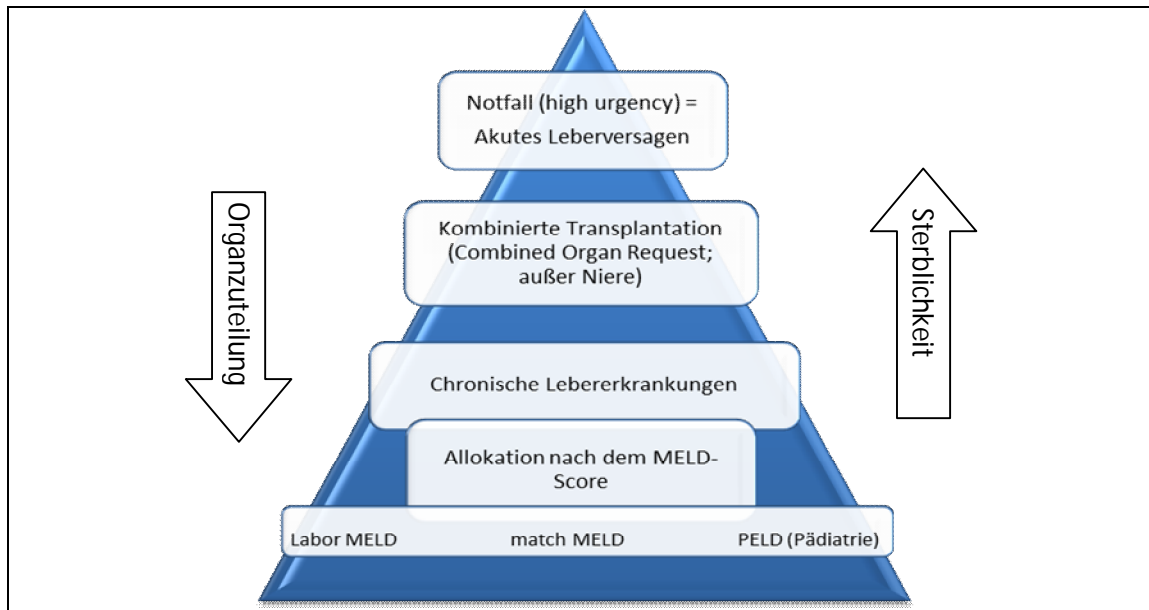 Notfall (high urgency) =
Akutes Leberversagen
Organzuteilung
Kombinierte Transplantation
(Combined Organ Request;
außer Niere)
Sterblichkeit
Chronische Lebererkrankungen
Allokation nach dem MELD-
Score
Labor MELD match MELD PELD (Pädiatrie)